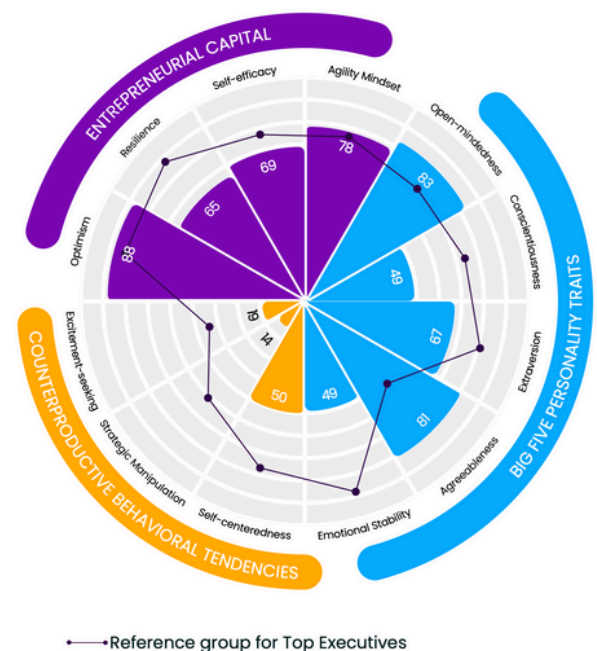 ENTREPRENEURIAL CAPITAL
Self-efficacy
Agility Mindset
Resilience
Open-mindedness
Optimism
Conscientiousness
78
69
83
65
88
49
67
19
14
50
49
81
Excitement-seeking
Extraversion
Strategic Manipulation
Agreeableness
Self-centeredness
Emotional Stability
BIG FIVE PERSONALITY TRAITS
COUNTERPRODUCTIVE BEHAVIORAL TENDENCIES
Reference group for Top Executives